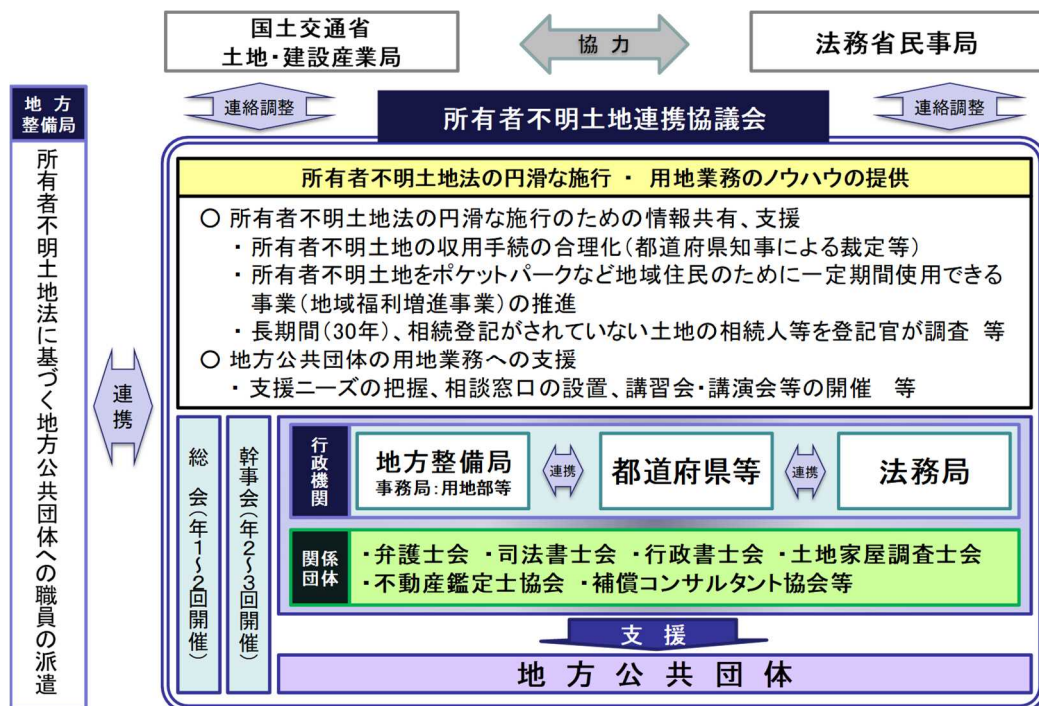 国土交通省
土地・建設産業局
協 力
法務省民事局
連絡調整
連絡調整
所有者不明土地連携協議会
地 方
整備局
所有者不明土地法に基づく地方公共団体への職員の派遣
連携
所有者不明土地法の円滑な施行 ・ 用地業務のノウハウの提供
○ 所有者不明土地法の円滑な施行のための情報共有、支援
・所有者不明土地の収用手続の合理化(都道府県知事による裁定等)
・所有者不明土地をポケットパークなど地域住民のために一定期間使用できる
事業(地域福利増進事業)の推進
・長期間(30年)、相続登記がされていない土地の相続人等を登記官が調査 等
○ 地方公共団体の用地業務への支援
・支援ニーズの把握、相談窓口の設置、講習会・講演会等の開催 等
総 会(年1~2回開催)
幹事会(年2~3回開催)
行政機関
地方整備局
事務局:用地部等
連携
都道府県等
連携
法務局
関係
団体
・弁護士会 ・司法書士会 ・行政書士会 ・土地家屋調査士会
・不動産鑑定士協会 ・補償コンサルタント協会等
支 援
地 方 公 共 団 体